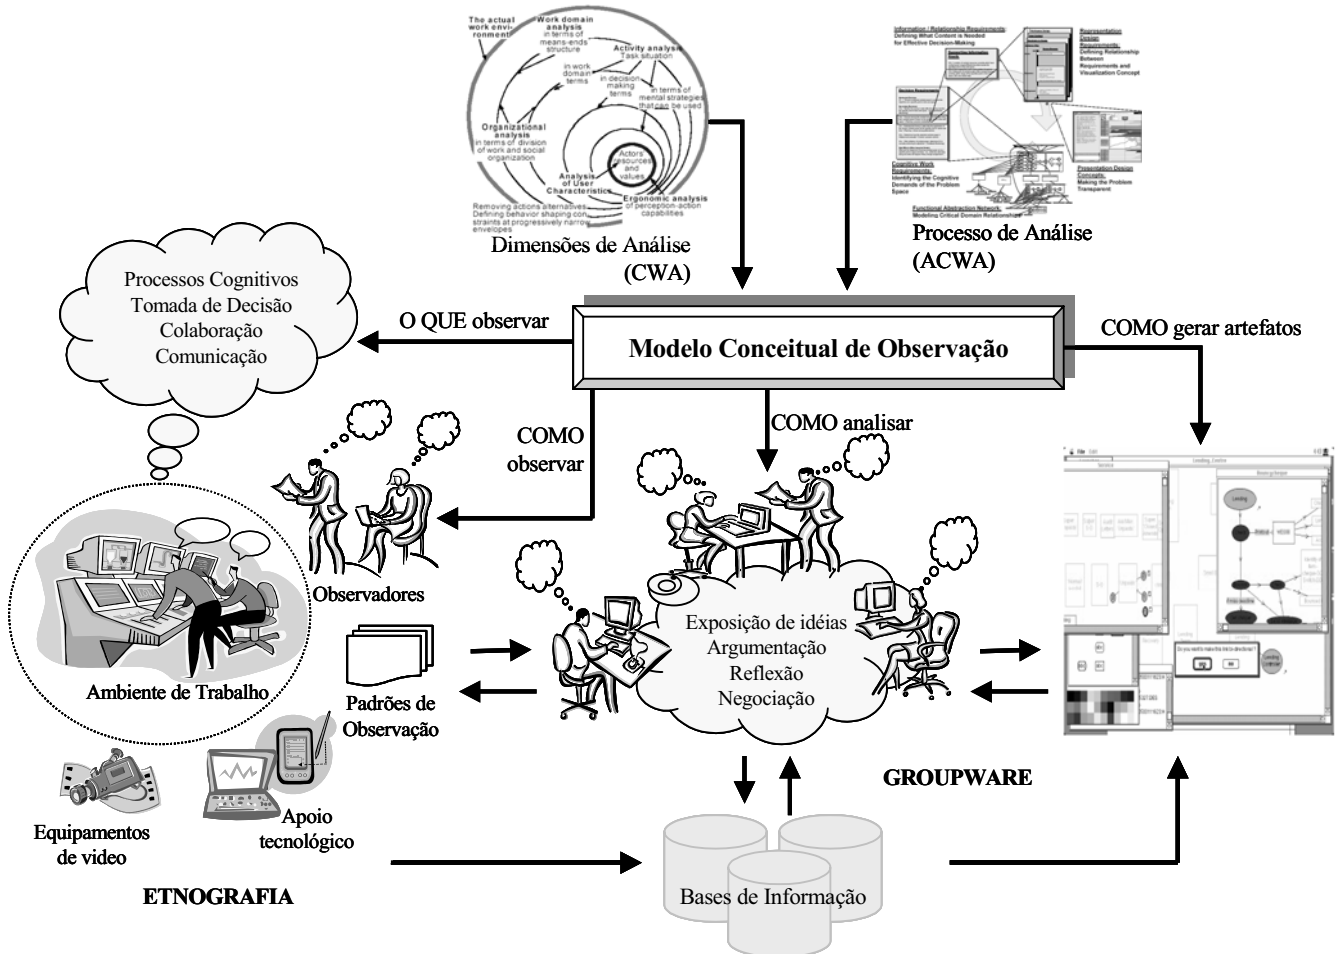 The actual
work envi-
ronment
Work domain
analysis
in terms of
means-ends
structure
Activity analysis
Task situation
in work
domain
terms
in decision
making
terms
in terms of
mental strategies
that can be used
Organizational
analysis
in terms of division
of work and social
organization
Actors'
resources
and
values
Analysis
of User
Characteristics
Ergonomic analysis
of perception-action
capabilities
Removing actions alternatives.
Defining behavior shaping con
straints at progressively narrow
envelopes
Dimensões de Análise
(CWA)
Information / Relationship Requirements:
Defining What Content is Needed
for Effective Decision-Making
Representation
Design
Requirements:
Defining Relationship
Between
Requirements and
Visualization Concept
Cognitive Work
Requirements:
Identifying the Cognitive
Demands of the Problem
Space
Presentation Design
Concepts:
Making the Problem
Transparent
Functional Abstraction Network:
Modeling Critical Domain Relationships
Processo de Análise
(ACWA)
Processos Cognitivos
Tomada de Decisão
Colaboração
Comunicação
O QUE observar
Modelo Conceitual de Observação
COMO gerar artefatos
COMO
observar
COMO analisar
Observadores
Ambiente de Trabalho
Padrões de
Observação
Exposição de idéias
Argumentação
Reflexão
Negociação
File Edit
GROUPWARE
Equipamentos
de video
Apoio
tecnológico
ETNOGRAFIA
Bases de Informação